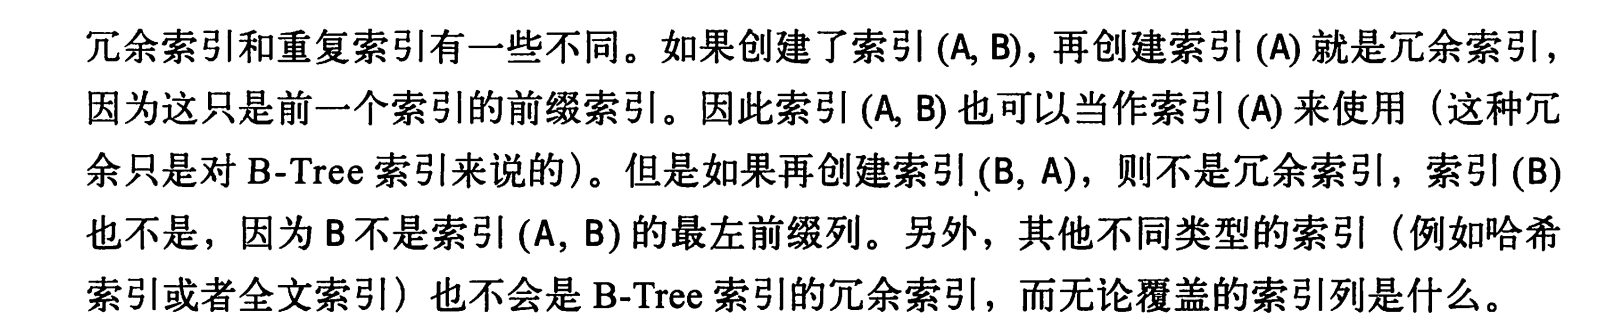 冗余索引和重复索引有一些不同。如果创建了索引 (A, B)，再创建索引 (A) 就是冗余索引，
因为这只是前一个索引的前缀索引。因此索引 (A, B) 也可以当作索引 (A) 来使用（这种冗
余只是对 B-Tree 索引来说的）。但是如果再创建索引 (B, A)，则不是冗余索引，索引 (B)
也不是，因为 B 不是索引 (A, B) 的最左前缀列。另外，其他不同类型的索引（例如哈希
索引或者全文索引）也不会是 B-Tree 索引的冗余索引，而无论覆盖的索引列是什么。